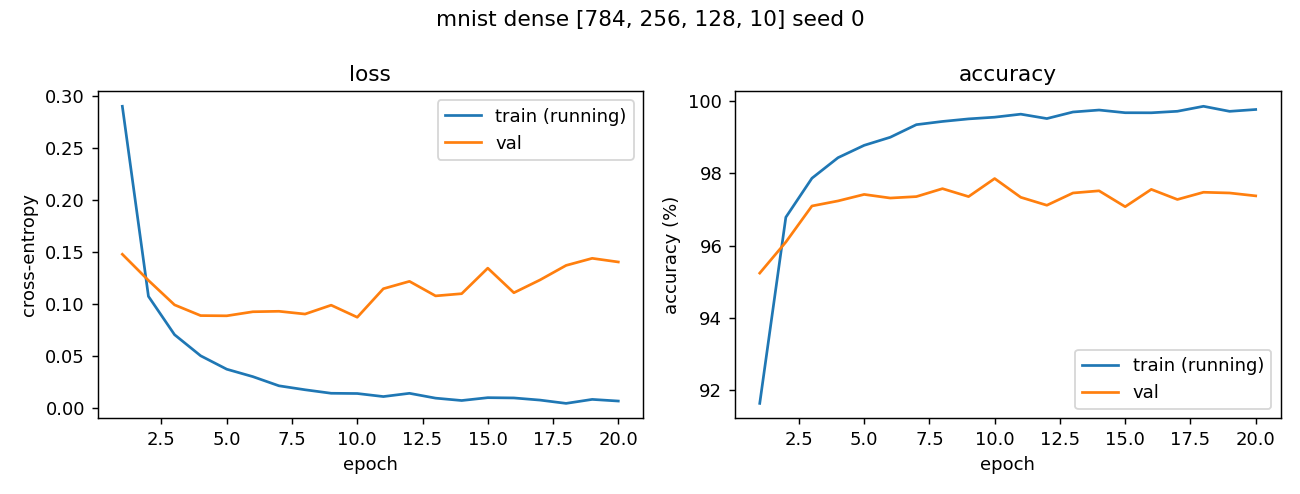 mnist dense [784, 256, 128, 10] seed 0
loss
cross-entropy
0.30
0.25
0.20
0.15
0.10
0.05
0.00
train (running)
val
2.5 5.0 7.5 10.0 12.5 15.0 17.5 20.0
epoch
accuracy
accuracy (%)
100
98
96
94
92
train (running)
val
2.5 5.0 7.5 10.0 12.5 15.0 17.5 20.0
epoch